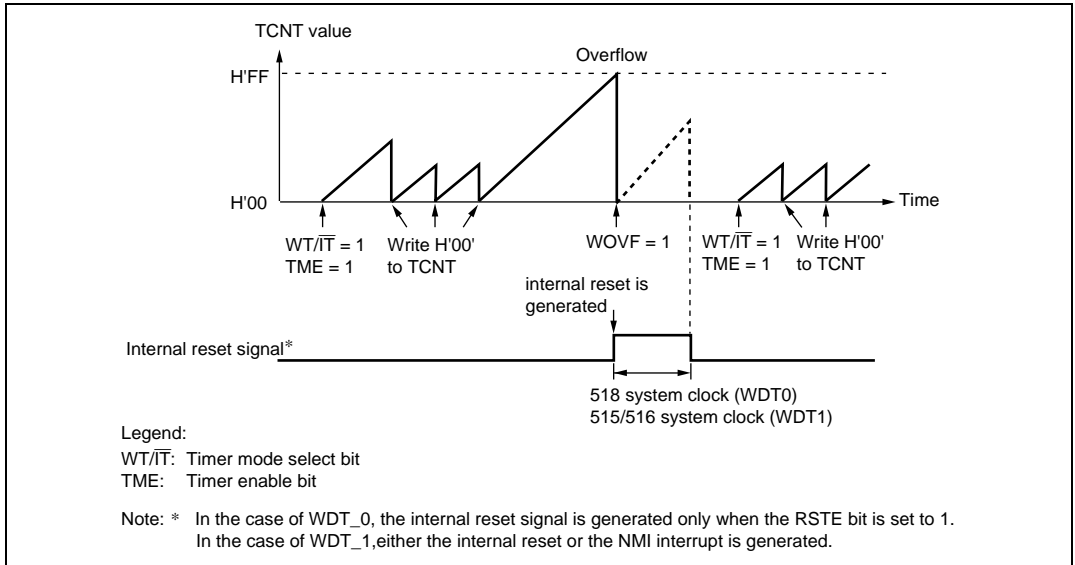 TCNT value
Overflow
H'FF
H'00
Time
WT/IT = 1
TME = 1
Write H'00'
to TCNT
WOVF = 1
WT/IT = 1
TME = 1
Write H'00'
to TCNT
internal reset is
generated
Internal reset signal*
518 system clock (WDT0)
515/516 system clock (WDT1)
Legend:
WT/IT: Timer mode select bit
TME: Timer enable bit
Note: * In the case of WDT_0, the internal reset signal is generated only when the RSTE bit is set to 1.
In the case of WDT_1,either the internal reset or the NMI interrupt is generated.